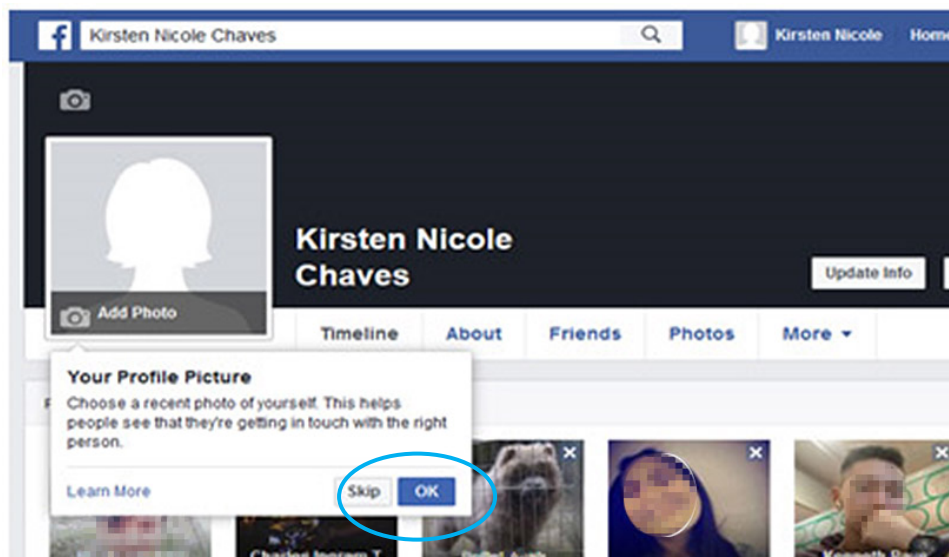 f
Kirsten Nicole Chaves
Kirsten Nicole Home
Kirsten Nicole
Chaves
Update Info
Add Photo
Timeline About Friends Photos More
Your Profile Picture
Choose a recent photo of yourself. This helps
people see that they're getting in touch with the right
person.
Learn More Skip OK